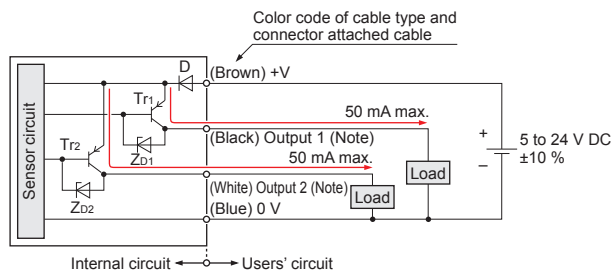 Color code of cable type and
connector attached cable
D
(Brown) +V
Tr1
50 mA max.
ZD1
(Black) Output 1 (Note)
Sensor circuit
Tr2
50 mA max.
+
5 to 24 V DC
±10 %
–
Load
ZD2
(White) Output 2 (Note)
Load
(Blue) 0 V
Internal circuit
Users' circuit